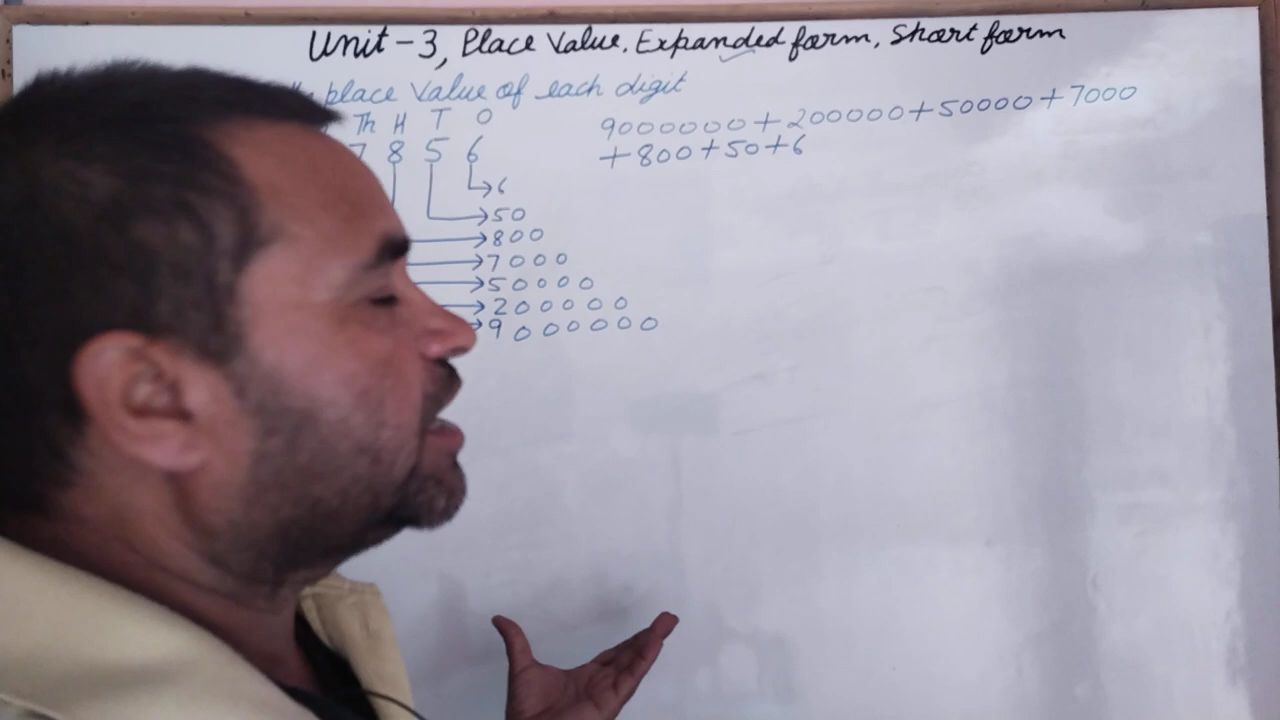 Unit - 3, Place Value, Expanded form, Short form
place Value of each digit
Th H T O
7 8 5 6
→6
→50
→800
→7000
→50000
→200000
→9000000
9000000+200000+50000+7000
+800+50+6